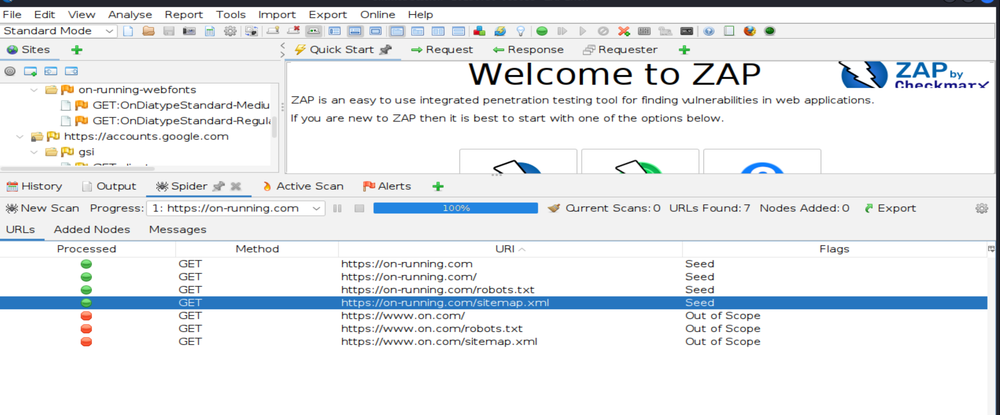 File Edit View Analyse Report Tools Import Export Online Help
Standard Mode
Sites
Quick Start Request Response Requester
Welcome to ZAP
ZAP by
Checkmarx
on-running-webfonts
GET:OnDiatypeStandard-Mediu
GET:OnDiatypeStandard-Regula
https://accounts.google.com
gsi
ZAP is an easy to use integrated penetration testing tool for finding vulnerabilities in web applications.
If you are new to ZAP then it is best to start with one of the options below.
History Output Spider Active Scan Alerts
New Scan Progress: 1: https://on-running.com 100% Current Scans: 0 URLs Found: 7 Nodes Added: 0 Export
URLs Added Nodes Messages
Processed Method URI Flags
GET https://on-running.com Seed
GET https://on-running.com/ Seed
GET https://on-running.com/robots.txt Seed
GET https://on-running.com/sitemap.xml Seed
GET https://www.on.com/ Out of Scope
GET https://www.on.com/robots.txt Out of Scope
GET https://www.on.com/sitemap.xml Out of Scope